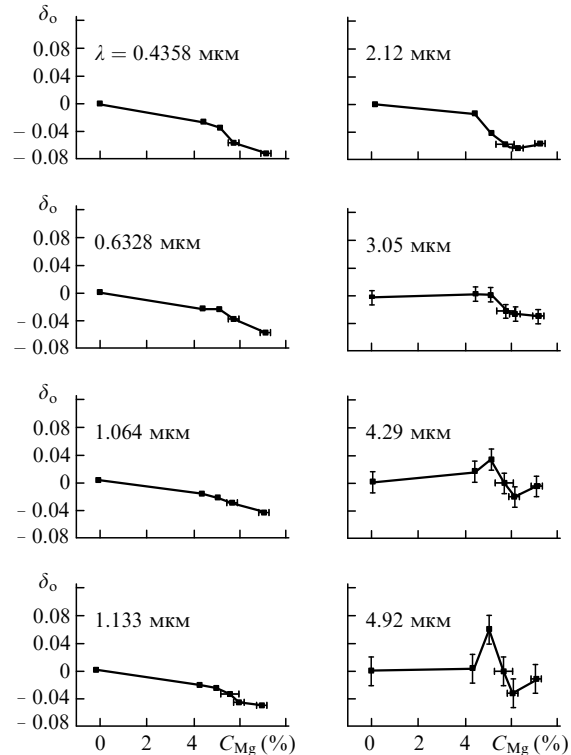 δo
0.08
0.04
0
– 0.04
– 0.08
λ = 0.4358 мкм
2.12 мкм
δo
0.08
0.04
0
– 0.04
– 0.08
0.6328 мкм
3.05 мкм
δo
0.08
0.04
0
– 0.04
– 0.08
1.064 мкм
4.29 мкм
δo
0.08
0.04
0
– 0.04
– 0.08
1.133 мкм
4.92 мкм
0 2 4 CMg (%)
0 2 4 CMg (%)